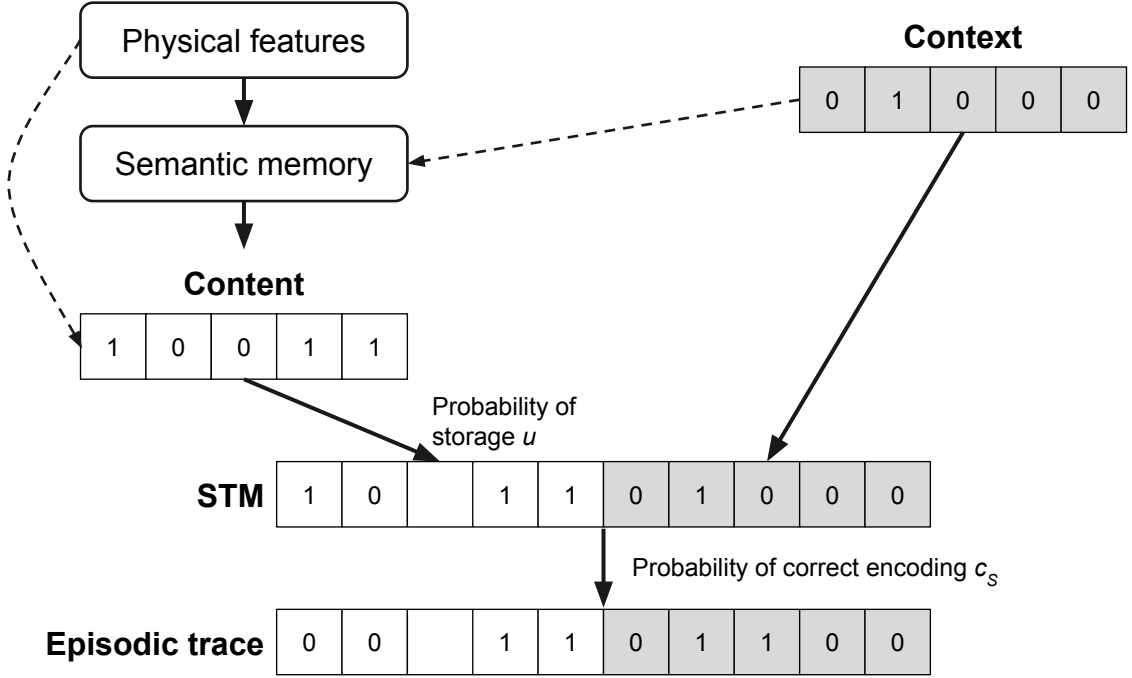 Physical features
Context
0 1 0 0 0
Semantic memory
Content
1 0 0 1 1
Probability of
storage u
STM 1 0 1 1 0 1 0 0 0
Probability of correct encoding c_S
Episodic trace 0 0 1 1 0 1 1 0 0